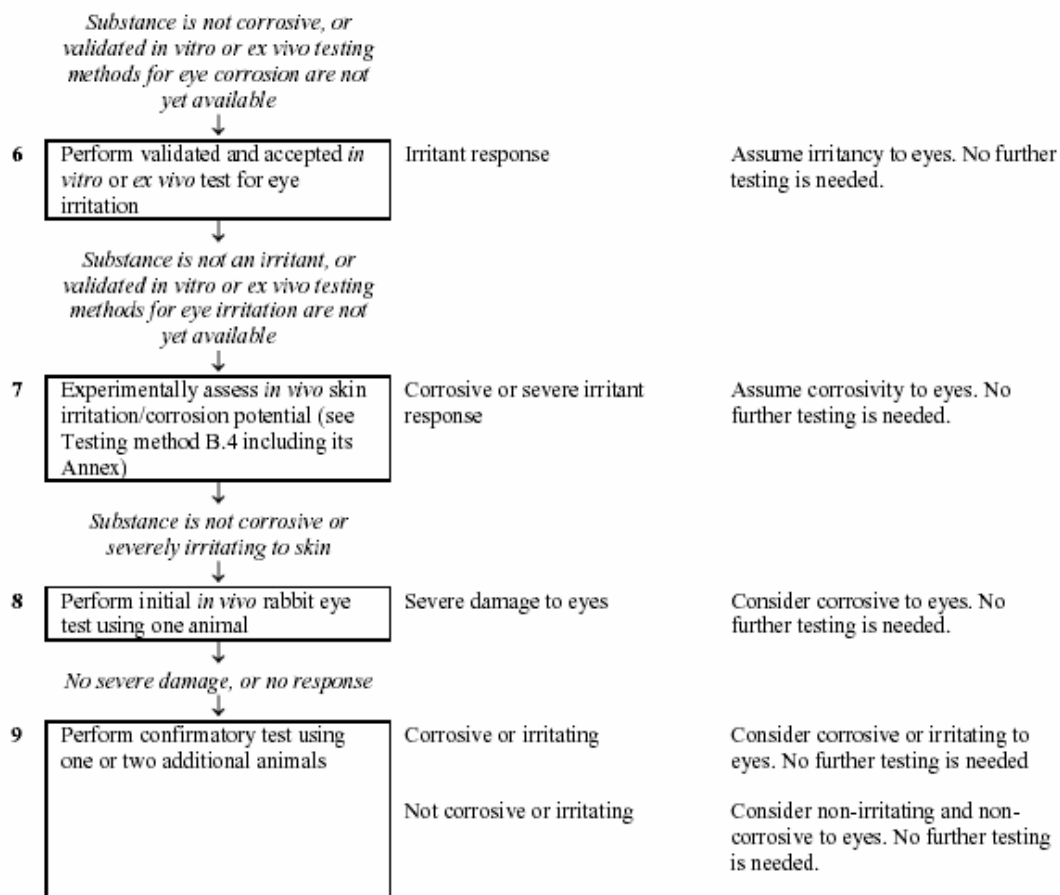 Substance is not corrosive, or
validated in vitro or ex vivo testing
methods for eye corrosion are not
yet available
↓
6 Perform validated and accepted in
vitro or ex vivo test for eye
irritation
Irritant response
Assume irritancy to eyes. No further
testing is needed.
↓
Substance is not an irritant, or
validated in vitro or ex vivo testing
methods for eye irritation are not
yet available
↓
7 Experimentally assess in vivo skin
irritation/corrosion potential (see
Testing method B.4 including its
Annex)
Corrosive or severe irritant
response
Assume corrosivity to eyes. No
further testing is needed.
↓
Substance is not corrosive or
severely irritating to skin
↓
8 Perform initial in vivo rabbit eye
test using one animal
Severe damage to eyes
Consider corrosive to eyes. No
further testing is needed.
↓
No severe damage, or no response
↓
9 Perform confirmatory test using
one or two additional animals
Corrosive or irritating
Consider corrosive or irritating to
eyes. No further testing is needed
Not corrosive or irritating
Consider non-irritating and non-
corrosive to eyes. No further testing
is needed.